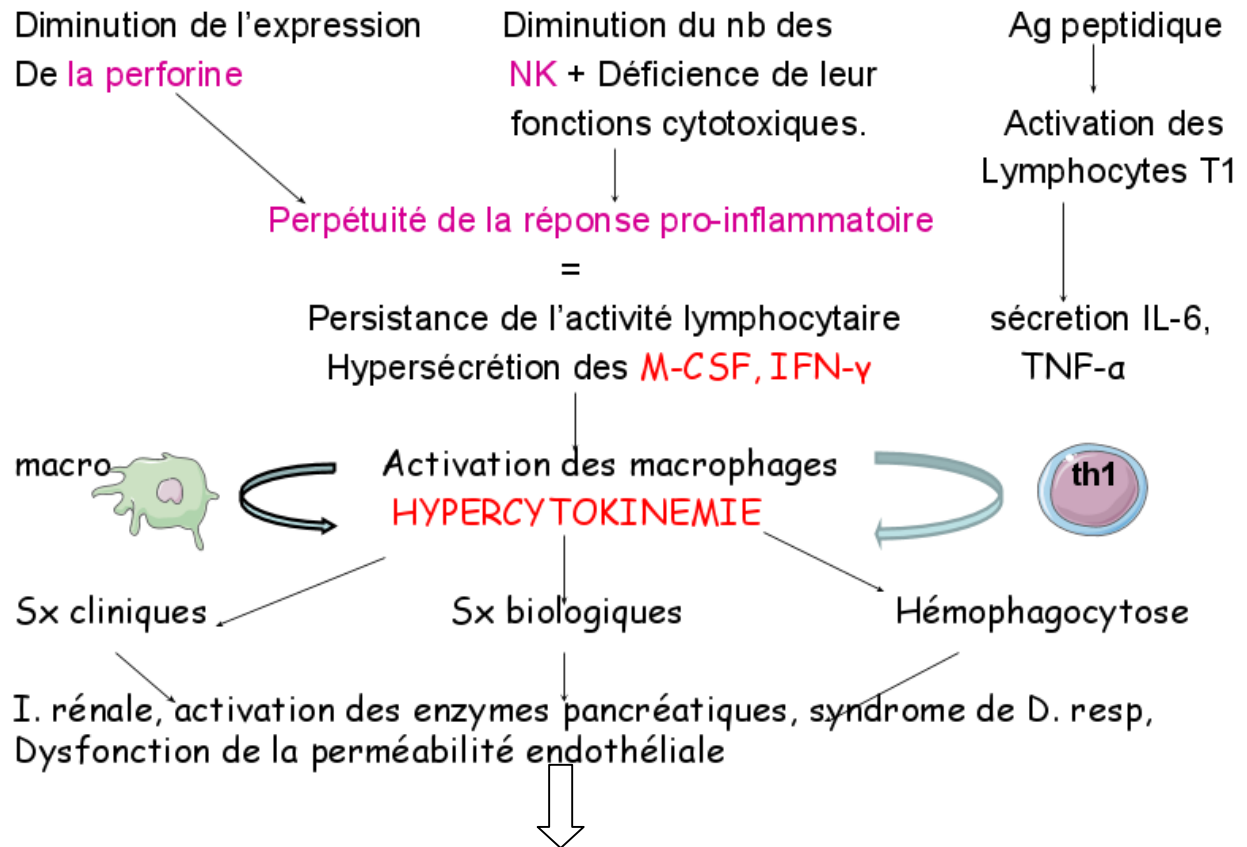 Diminution de l'expression
De la perforine
Diminution du nb des
NK + Déficience de leur
fonctions cytotoxiques.
Ag peptidique
Activation des
Lymphocytes T1
Perpétuité de la réponse pro-inflammatoire
=
Persistance de l'activité lymphocytaire
Hypersécrétion des M-CSF, IFN-γ
sécretion IL-6,
TNF-α
macro
Activation des macrophages
HYPERCYTOKINEMIE
th1
Sx cliniques
Sx biologiques
Hémophagocytose
I. rénale, activation des enzymes pancréatiques, syndrome de D. resp,
Dysfonction de la perméabilité endothéliale